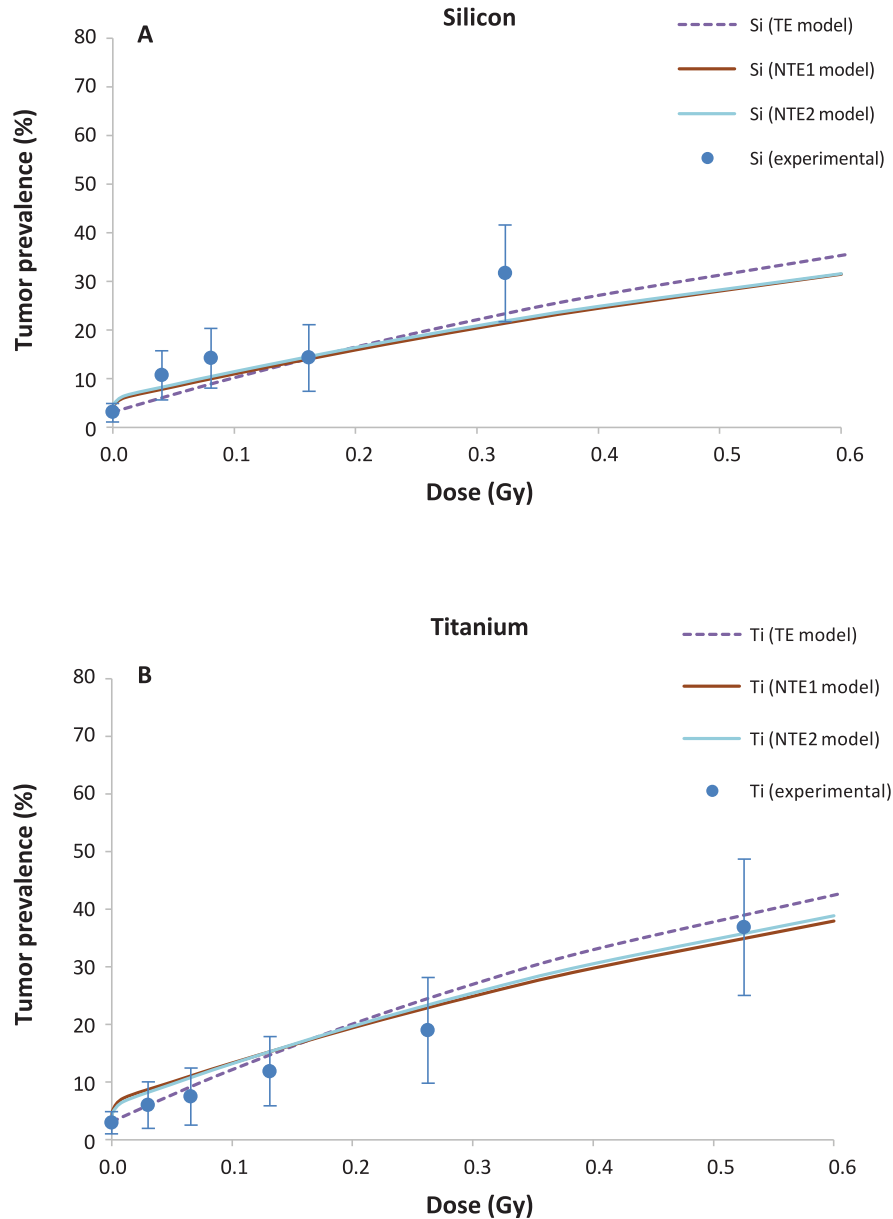 Silicon
A
Si (TE model)
Si (NTE1 model)
Si (NTE2 model)
Si (experimental)
Tumor prevalence (%)
80
70
60
50
40
30
20
10
0
0.0 0.1 0.2 0.3 0.4 0.5 0.6
Dose (Gy)
Titanium
B
Ti (TE model)
Ti (NTE1 model)
Ti (NTE2 model)
Ti (experimental)
Tumor prevalence (%)
80
70
60
50
40
30
20
10
0
0.0 0.1 0.2 0.3 0.4 0.5 0.6
Dose (Gy)